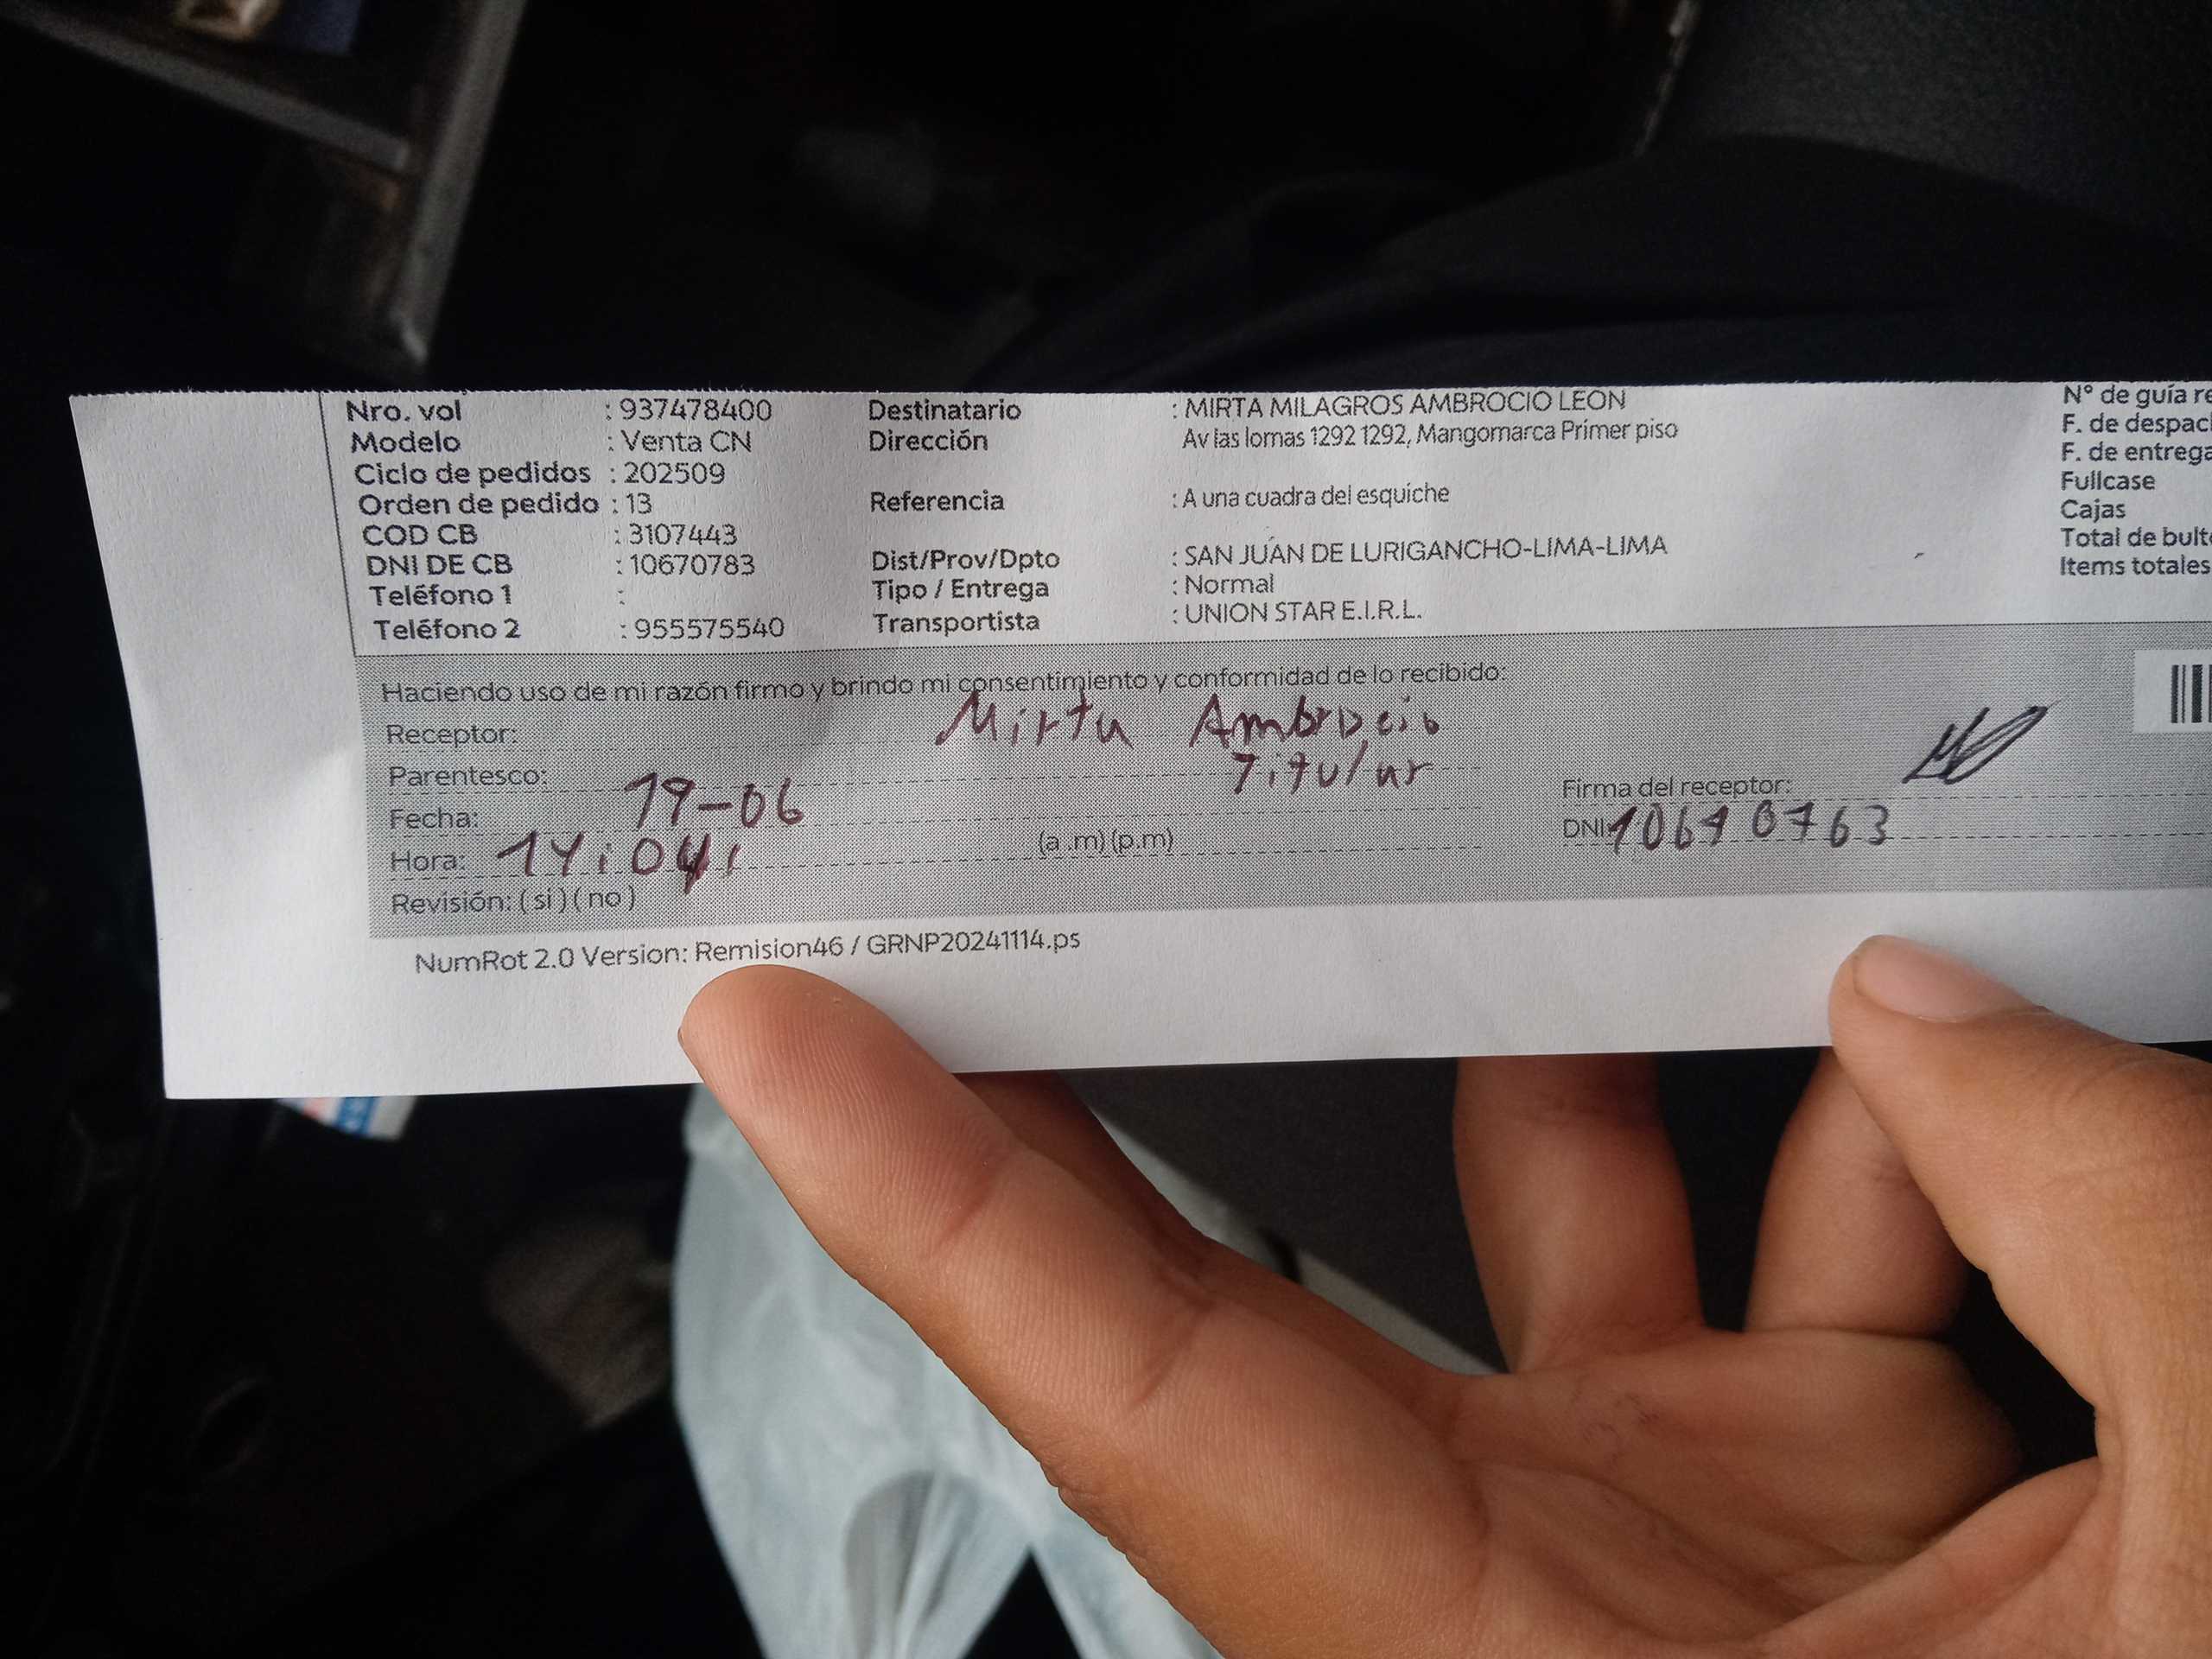 Nro. vol : 937478400
Modelo : Venta CN
Ciclo de pedidos : 202509
Orden de pedido : 13
COD CB : 3107443
DNI DE CB : 10670783
Teléfono 1 :
Teléfono 2 : 955575540
Destinatario : MIRTA MILAGROS AMBROCIO LEON
Dirección Av las lomas 1292 1292, Mangomarca Primer piso
Referencia : A una cuadra del esquiche
Dist/Prov/Dpto : SAN JUAN DE LURIGANCHO-LIMA-LIMA
Tipo / Entrega : Normal
Transportista : UNION STAR E.I.R.L.
N° de guía re
F. de despac
F. de entrega
Fullcase
Cajas
Total de bult
Items totales
Haciendo uso de mi razón firmo y brindo mi consentimiento y conformidad de lo recibido:
Receptor: Mirta Ambrocio
Parentesco: Titular
Fecha: 19-06
Hora: 14:04 (a .m)(p.m)
Revisión: ( si )( no )
Firma del receptor:
DNI: 10670763
NumRot 2.0 Version: Remision46 / GRNP20241114.ps